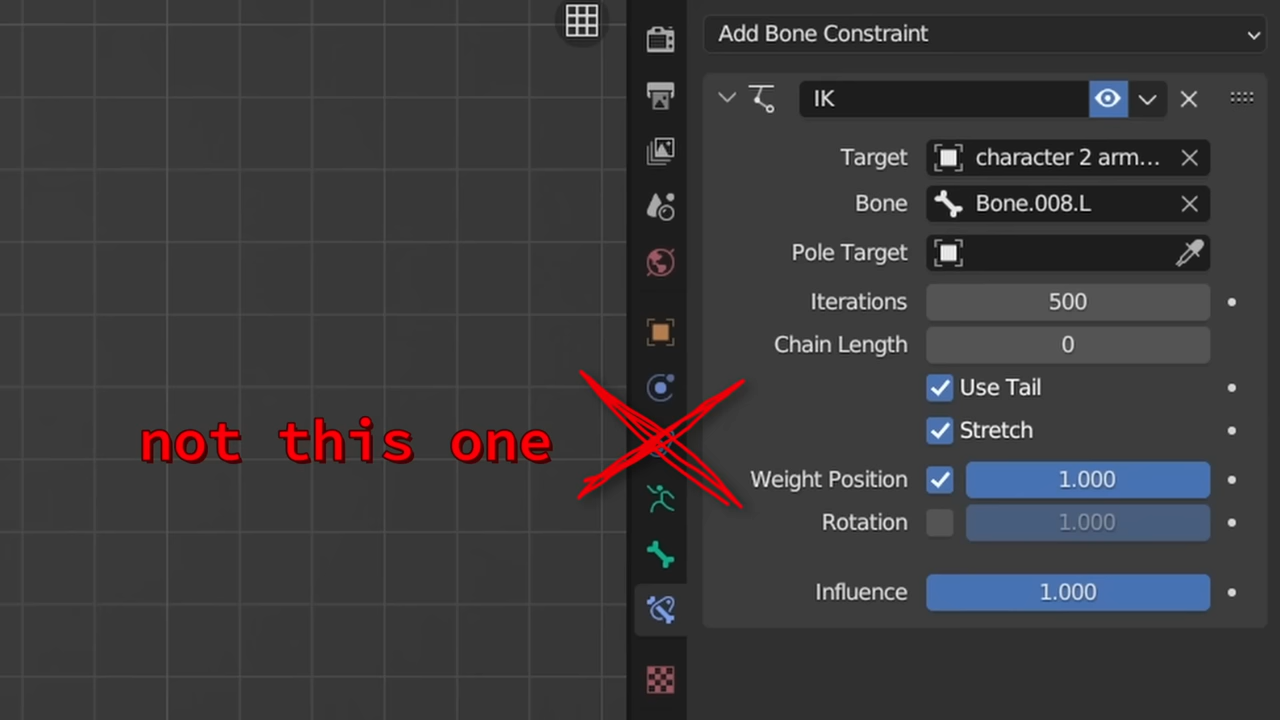 Add Bone Constraint
IK
Target character 2 arm...
Bone Bone.008.L
Pole Target
Iterations 500
Chain Length 0
Use Tail
not this one
Stretch
Weight Position 1.000
Rotation 1.000
Influence 1.000